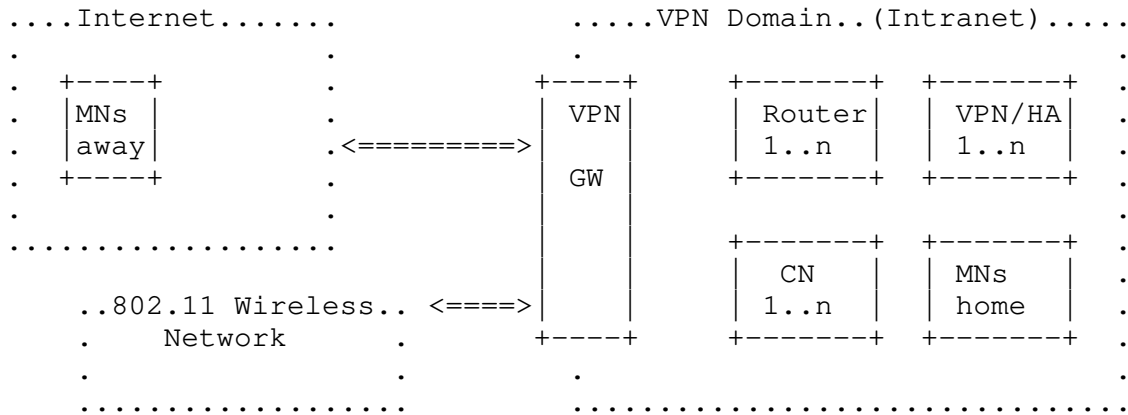 ....Internet....... .....VPN Domain..(Intranet).....
. . . .
. +----+ . +----+ +-------+ +-------+ .
. |MNs | . | VPN| | Router| | VPN/HA| .
. |away| .<=========>| | | 1..n | | 1..n | .
. +----+ . | GW | +-------+ +-------+ .
. . | | .
................... | | +-------+ +-------+ .
| | | CN | | MNs | .
..802.11 Wireless.. <====>| | | 1..n | | home | .
. Network . +----+ +-------+ +-------+ .
. . . .
................... ................................